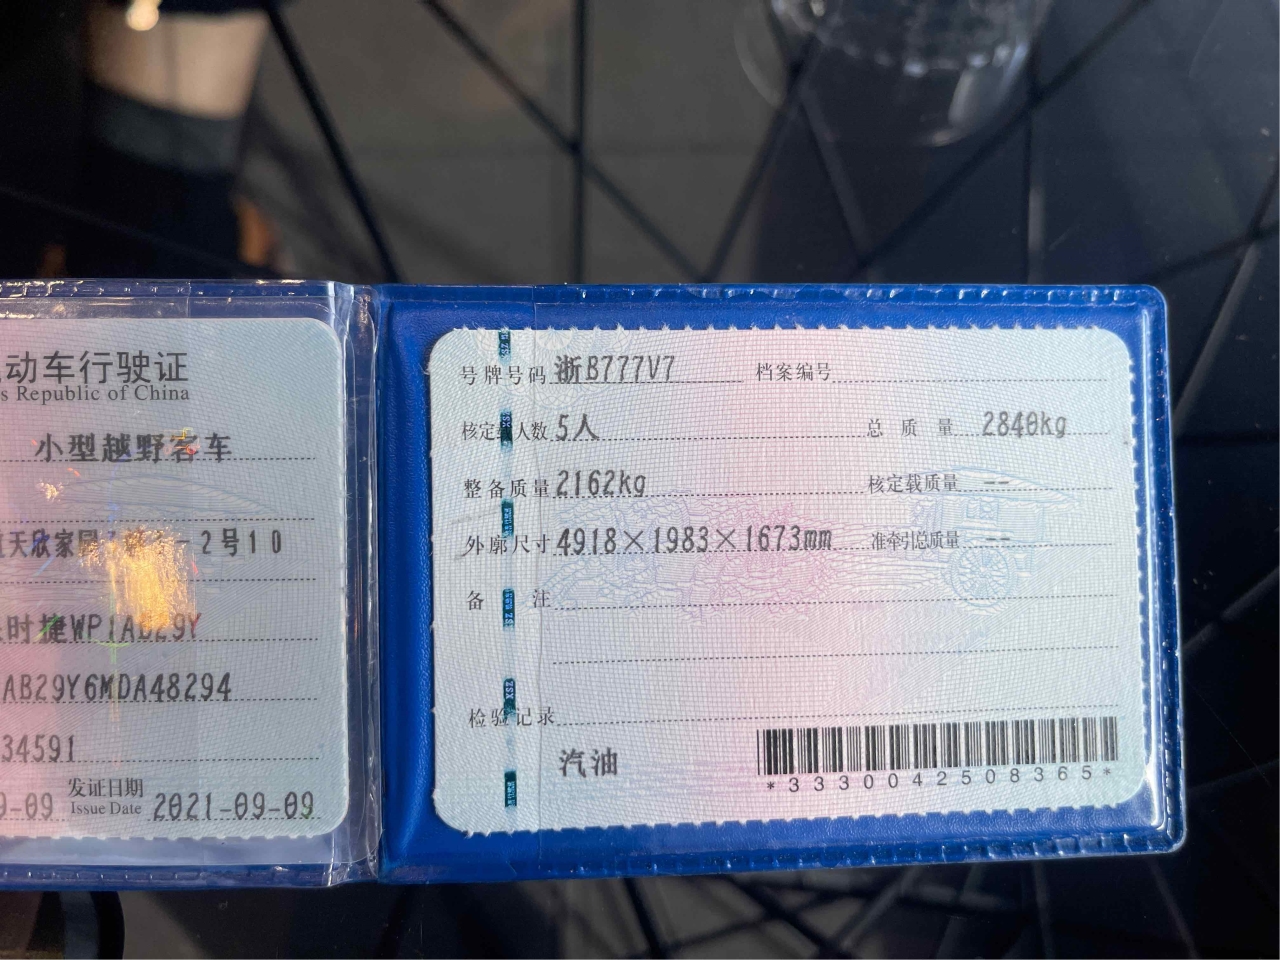 动车行驶证
s Republic of China
小型越野客车
天欣家园
-2号10
时捷WP1AB29Y
AB29Y6MDA48294
34591
9-09
发证日期
Issue Date
2021-09-09
号牌号码 浙B777V7 档案编号
核定载人数 5人 总质量 2840kg
整备质量 2162kg 核定载质量 --
外廓尺寸 4918×1983×1673mm 准牵引总质量 --
备注
检验记录
汽油
*3330042508365*